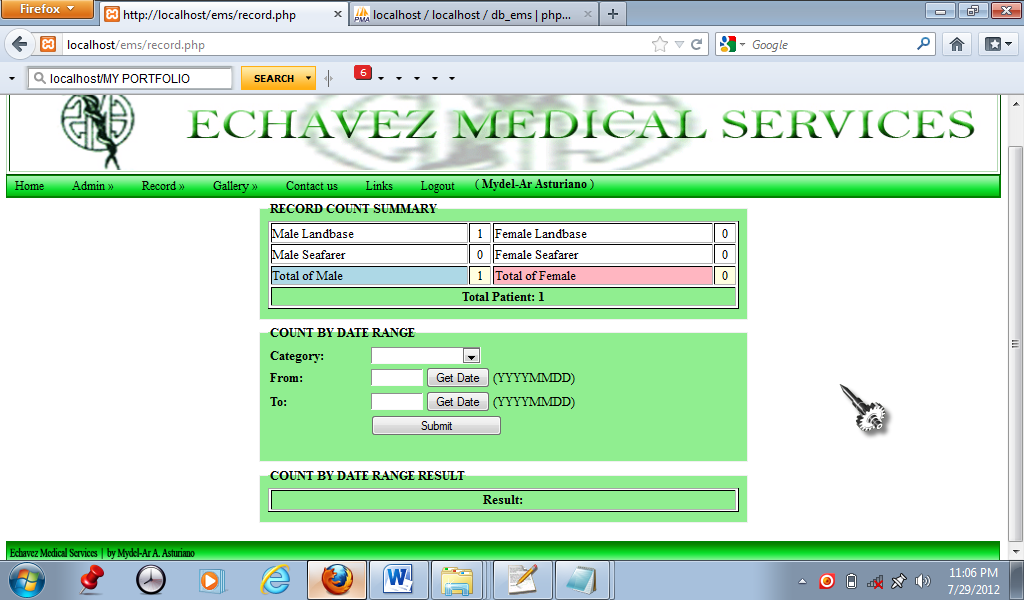 Firefox
http://localhost/ems/record.php
localhost / localhost / db_ems | php...
localhost/ems/record.php
Google
localhost/MY PORTFOLIO
SEARCH
6
ECHAVEZ MEDICAL SERVICES
Home Admin » Record » Gallery » Contact us Links Logout ( Mydel-Ar Asturiano )
RECORD COUNT SUMMARY
Male Landbase 1 Female Landbase 0
Male Seafarer 0 Female Seafarer 0
Total of Male 1 Total of Female 0
Total Patient: 1
COUNT BY DATE RANGE
Category:
From: Get Date (YYYYMMDD)
To: Get Date (YYYYMMDD)
Submit
COUNT BY DATE RANGE RESULT
Result:
Echavez Medical Services | by Mydel-Ar A. Asturiano
11:06 PM
7/29/2012